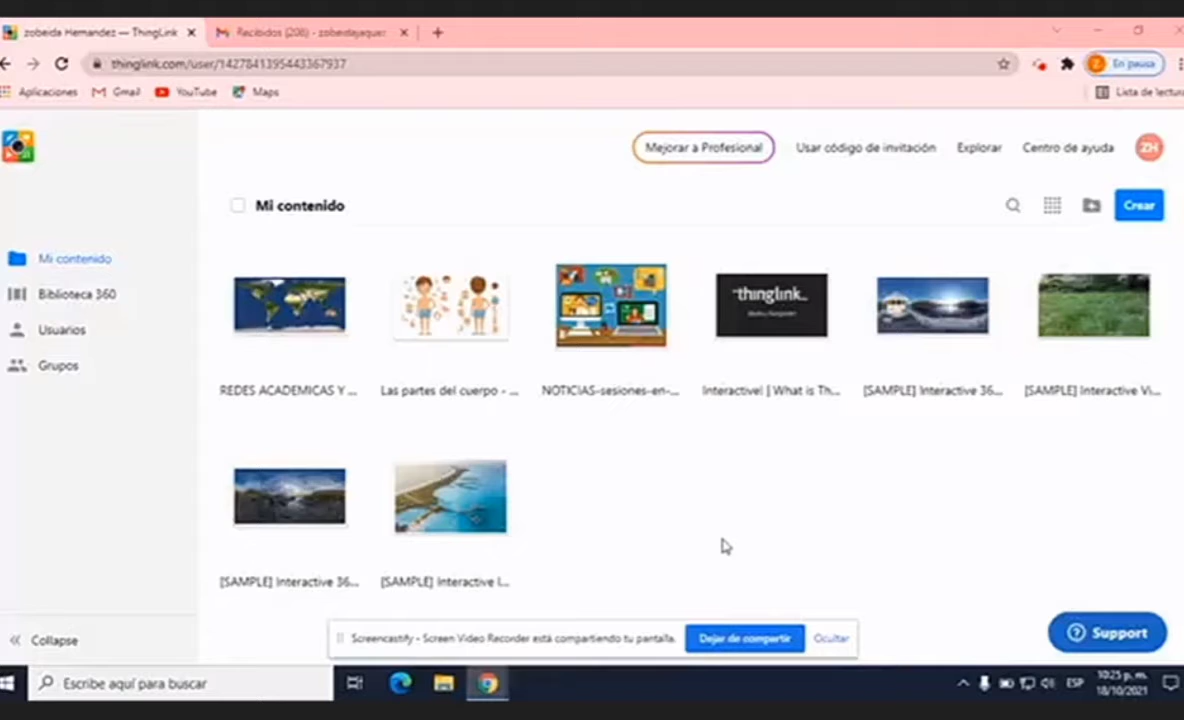 zobeida Hernandez — ThingLink
Recibidos (206) - zobeidajaquez
thinglink.com/user/1427841395443367937
En pausa
Aplicaciones
Gmail
YouTube
Maps
Lista de lectura
Mejorar a Profesional
Usar código de invitación
Explorar
Centro de ayuda
ZH
Mi contenido
Crear
Mi contenido
Biblioteca 360
Usuarios
Grupos
thinglink..
REDES ACADEMICAS Y ...
Las partes del cuerpo - ...
NOTICIAS-sesiones-en-...
Interactive! | What is Th...
[SAMPLE] Interactive 36...
[SAMPLE] Interactive Vi...
[SAMPLE] Interactive 36...
[SAMPLE] Interactive I...
Collapse
Screencastify - Screen Video Recorder está compartiendo tu pantalla.
Dejar de compartir
Ocultar
Support
Escribe aquí para buscar
ESP
10:25 p. m.
18/10/2021